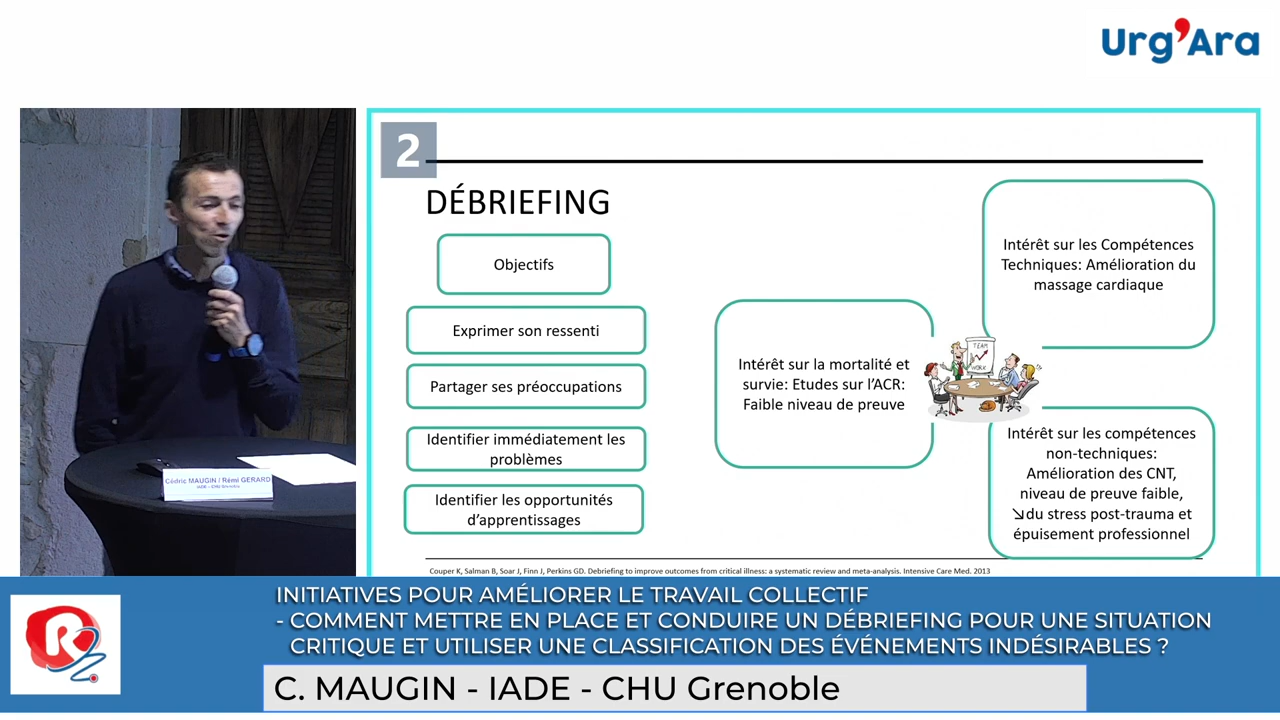 Urg'Ara
2
DÉBRIEFING
Objectifs
Exprimer son ressenti
Partager ses préoccupations
Identifier immédiatement les
problèmes
Identifier les opportunités
d'apprentissages
Intérêt sur la mortalité et
survie: Etudes sur l'ACR:
Faible niveau de preuve
Intérêt sur les Compétences
Techniques: Amélioration du
massage cardiaque
TEAM
WORK
Intérêt sur les compétences
non-techniques:
Amélioration des CNT,
niveau de preuve faible,
↘du stress post-trauma et
épuisement professionnel
Couper K, Salman B, Soar J, Finn J, Perkins GD. Debriefing to improve outcomes from critical illness: a systematic review and meta-analysis. Intensive Care Med. 2013
Cédric MAUGIN / Rémi GERARD
IADE - CHU Grenoble
R
INITIATIVES POUR AMÉLIORER LE TRAVAIL COLLECTIF
- COMMENT METTRE EN PLACE ET CONDUIRE UN DÉBRIEFING POUR UNE SITUATION
CRITIQUE ET UTILISER UNE CLASSIFICATION DES ÉVÉNEMENTS INDÉSIRABLES ?
C. MAUGIN - IADE - CHU Grenoble